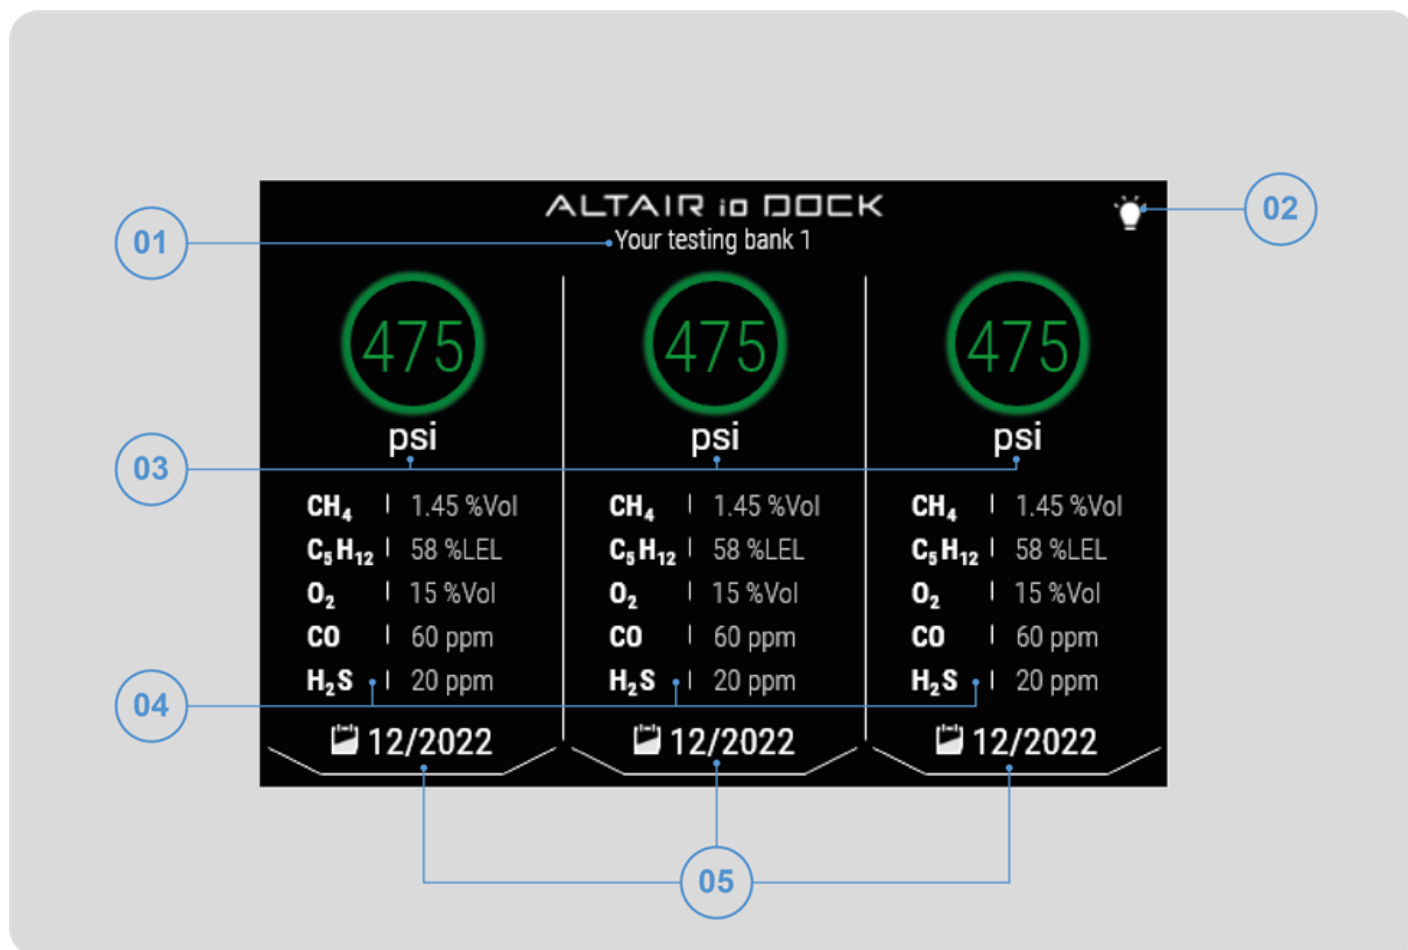 ALTAIR io DOCK
01
Your testing bank 1
02
475 475 475
psi psi psi
03
CH₄ | 1.45 %Vol CH₄ | 1.45 %Vol CH₄ | 1.45 %Vol
C₅H₁₂ | 58 %LEL C₅H₁₂ | 58 %LEL C₅H₁₂ | 58 %LEL
O₂ | 15 %Vol O₂ | 15 %Vol O₂ | 15 %Vol
CO | 60 ppm CO | 60 ppm CO | 60 ppm
H₂S | 20 ppm H₂S | 20 ppm H₂S | 20 ppm
04
12/2022 12/2022 12/2022
05